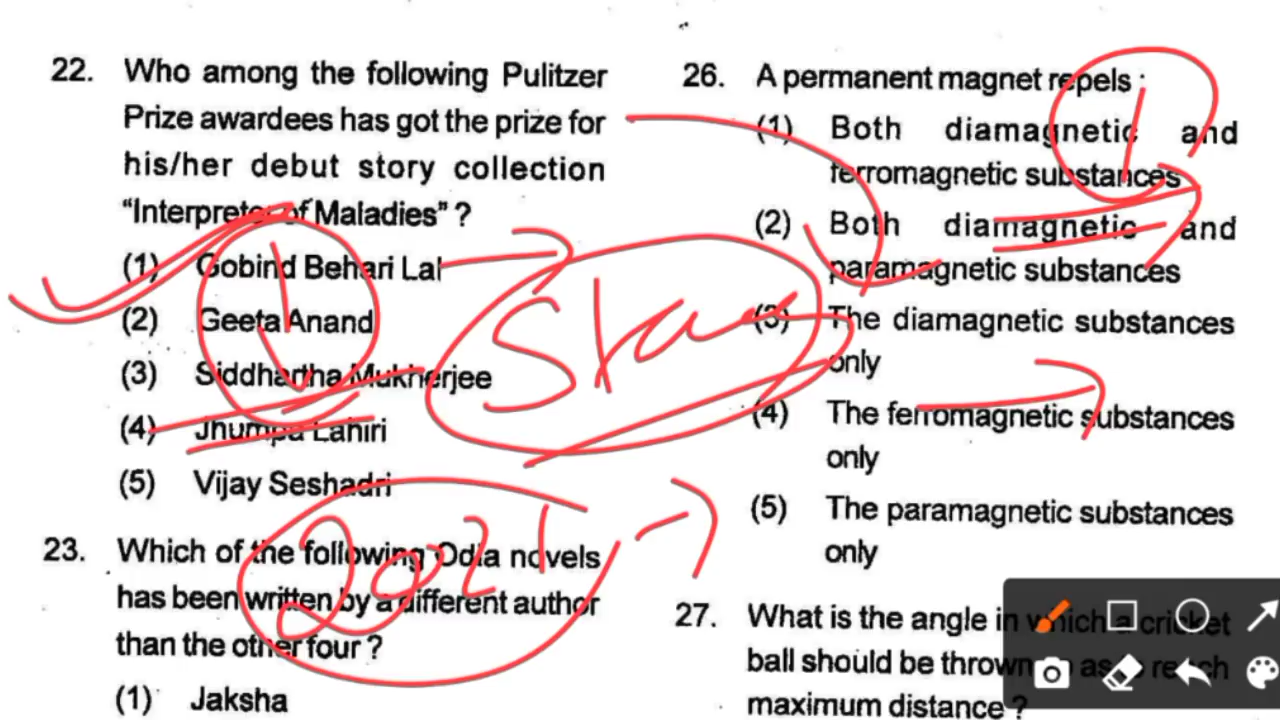 22. Who among the following Pulitzer
Prize awardees has got the prize for
his/her debut story collection
"Interpreter of Maladies" ?
(1) Gobind Behari Lal
(2) Geeta Anand
(3) Siddhartha Mukherjee
(4) Jhumpa Lahiri
(5) Vijay Seshadri
23. Which of the following Odia novels
has been written by a different author
than the other four ?
(1) Jaksha
26. A permanent magnet repels :
(1) Both diamagnetic and
ferromagnetic substances
(2) Both diamagnetic and
paramagnetic substances
(3) The diamagnetic substances
only
(4) The ferromagnetic substances
only
(5) The paramagnetic substances
only
27. What is the angle in which a cricket
ball should be thrown as to reach
maximum distance ?
1
1
2021